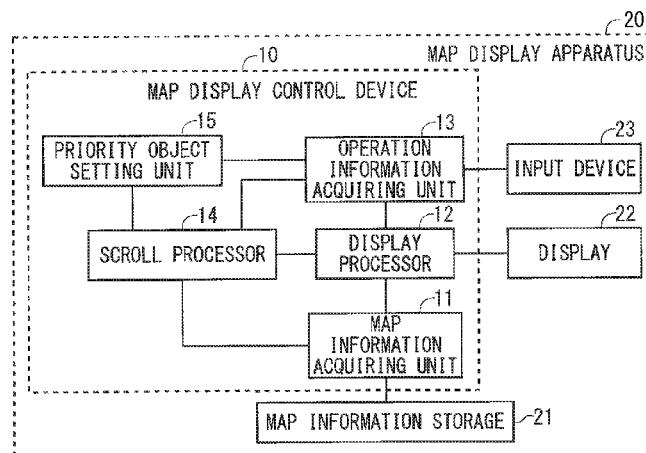 20
MAP DISPLAY APPARATUS
10
MAP DISPLAY CONTROL DEVICE
15
PRIORITY OBJECT
SETTING UNIT
13
OPERATION
INFORMATION
ACQUIRING UNIT
23
INPUT DEVICE
14
SCROLL PROCESSOR
12
DISPLAY
PROCESSOR
22
DISPLAY
11
MAP
INFORMATION
ACQUIRING UNIT
MAP INFORMATION STORAGE
21